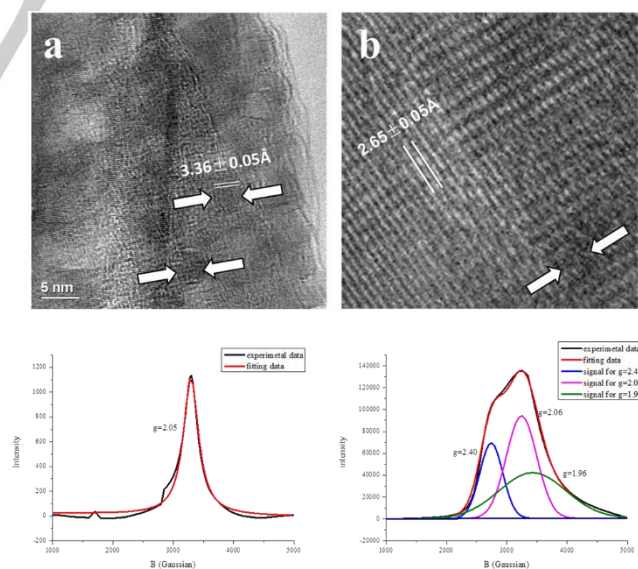 a
3.36±0.05Å
5 nm
b
2.65±0.05Å
experimetal data
fitting data
g=2.05
1200
1000
800
600
400
200
0
-200
1000
2000
3000
4000
5000
Intensity
B (Gaussian)
experimetal data
fitting data
signal for g=2.4
signal for g=2.0
signal for g=1.9
g=2.06
g=2.40
g=1.96
140000
120000
100000
80000
60000
40000
20000
0
-20000
1000
2000
3000
4000
5000
intensity
B (Gaussian)